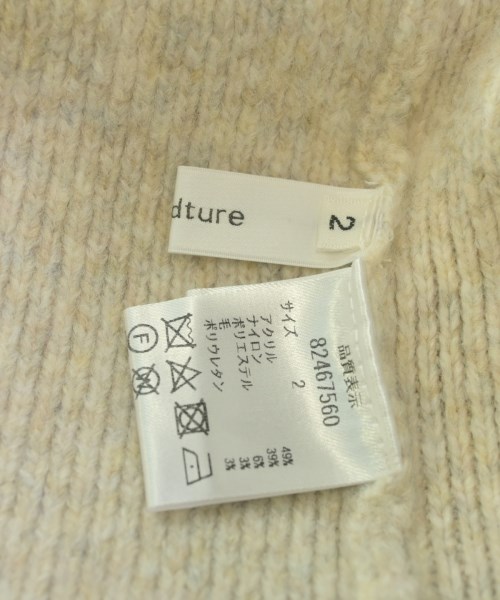 dture
2
品質表示
82467560
サイズ 2
アクリル 49%
ナイロン 39%
ポリエステル 6%
毛 3%
ポリウレタン 3%
F